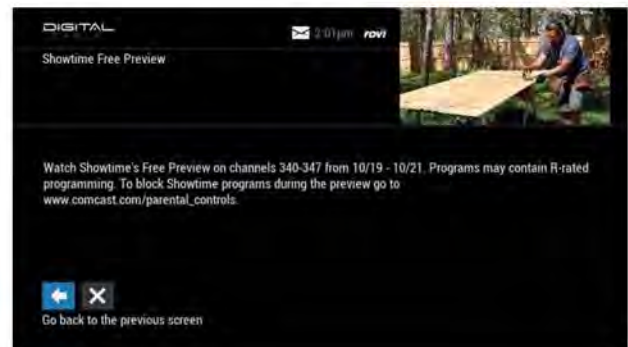 DIGITAL
2:01pm rovi
Showtime Free Preview
Watch Showtime's Free Preview on channels 340-347 from 10/19 - 10/21. Programs may contain R-rated
programming. To block Showtime programs during the preview go to
www.comcast.com/parental_controls.
Go back to the previous screen